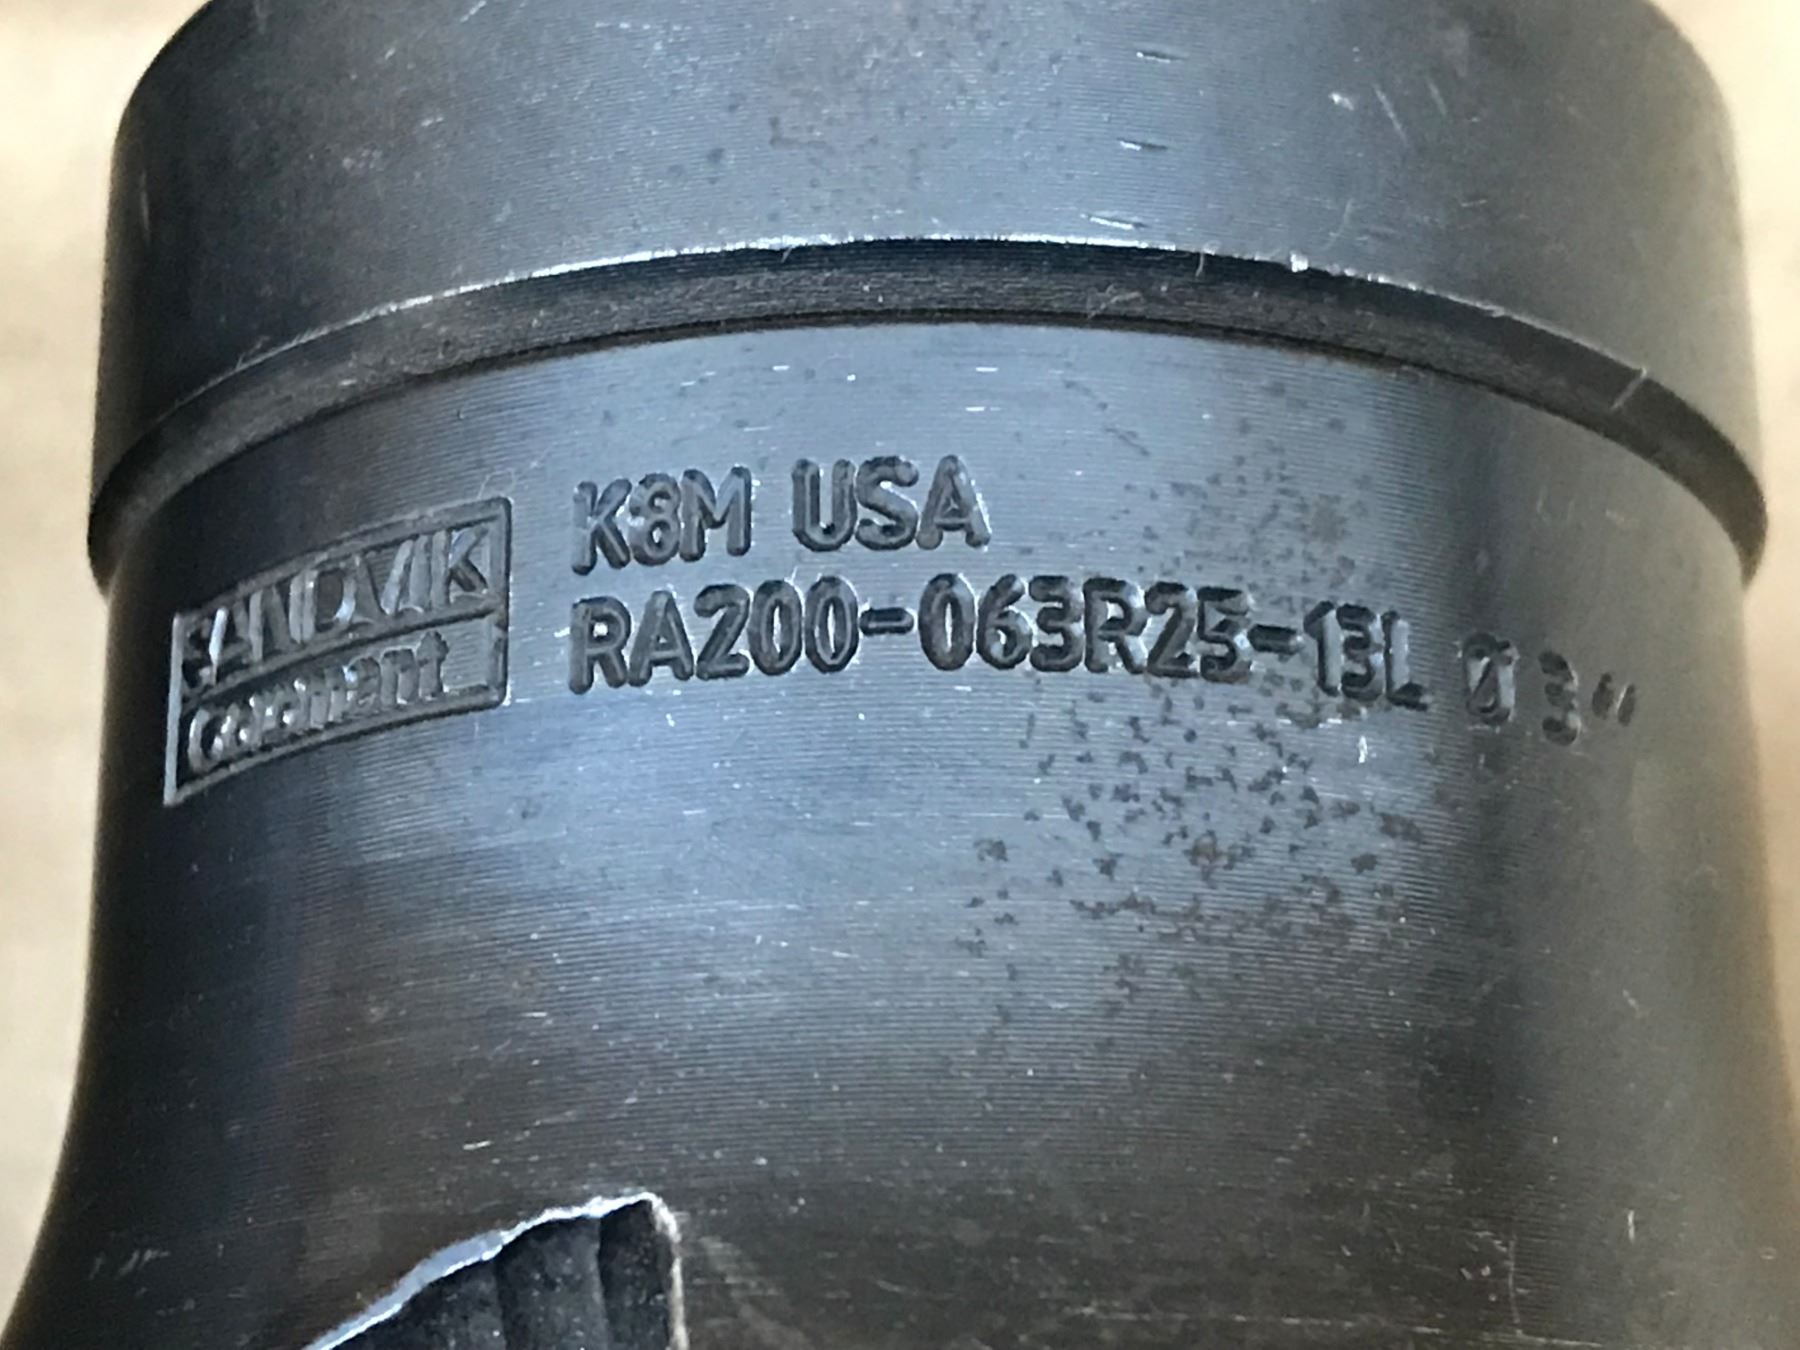 SANDVIK
Coromant
K8M USA
RA200-063R25-13L Ø 3"